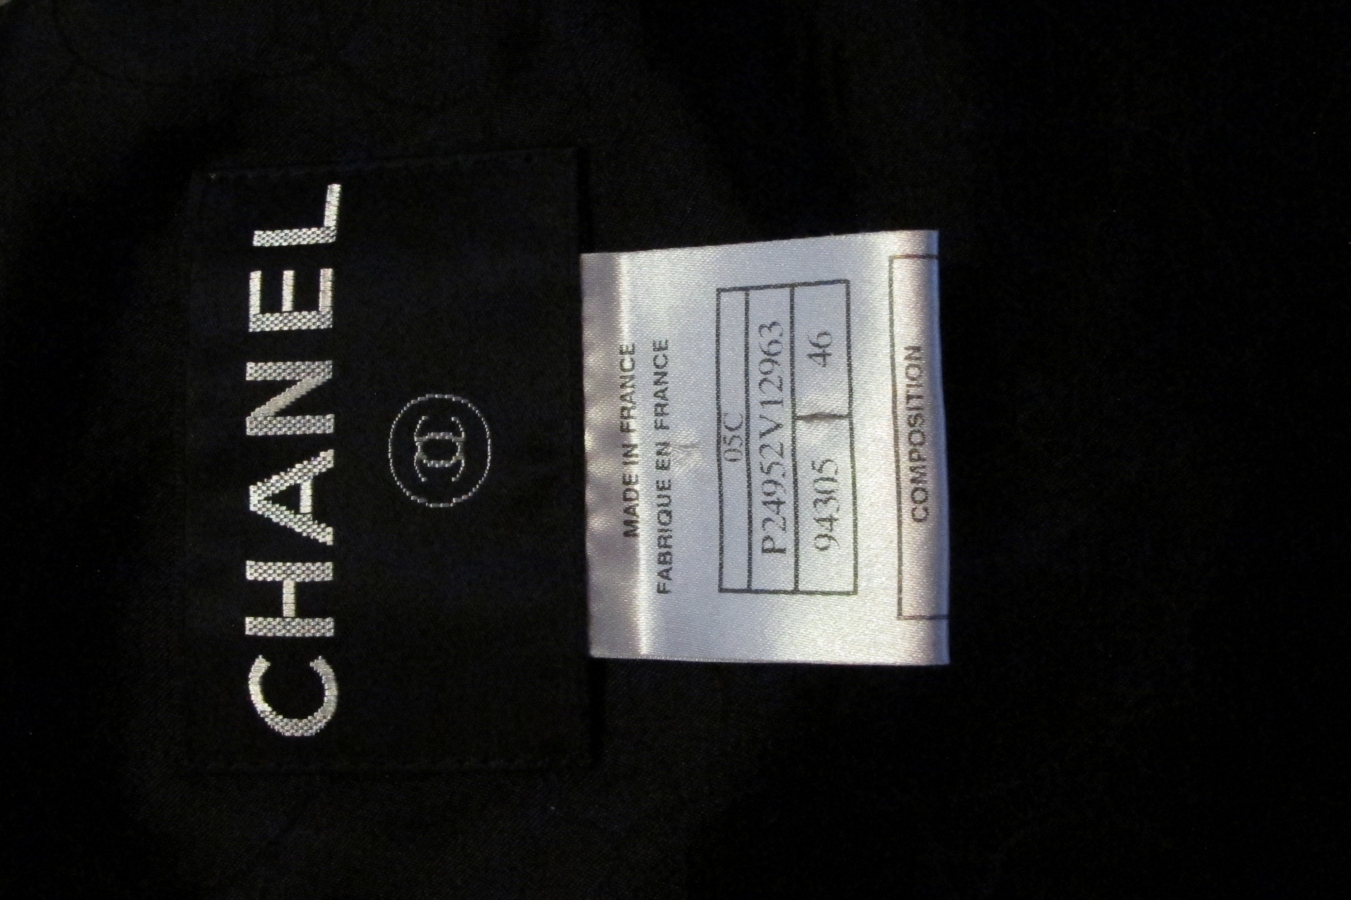 CHANEL
MADE IN FRANCE
FABRIQUE EN FRANCE
05C
P24952V12963
94305 46
COMPOSITION